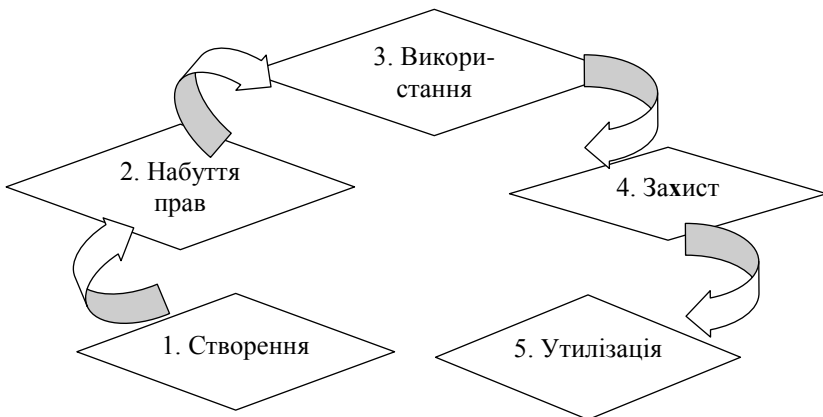 3. Викори-
стання
2. Набуття
прав
4. Захист
1. Створення
5. Утилізація